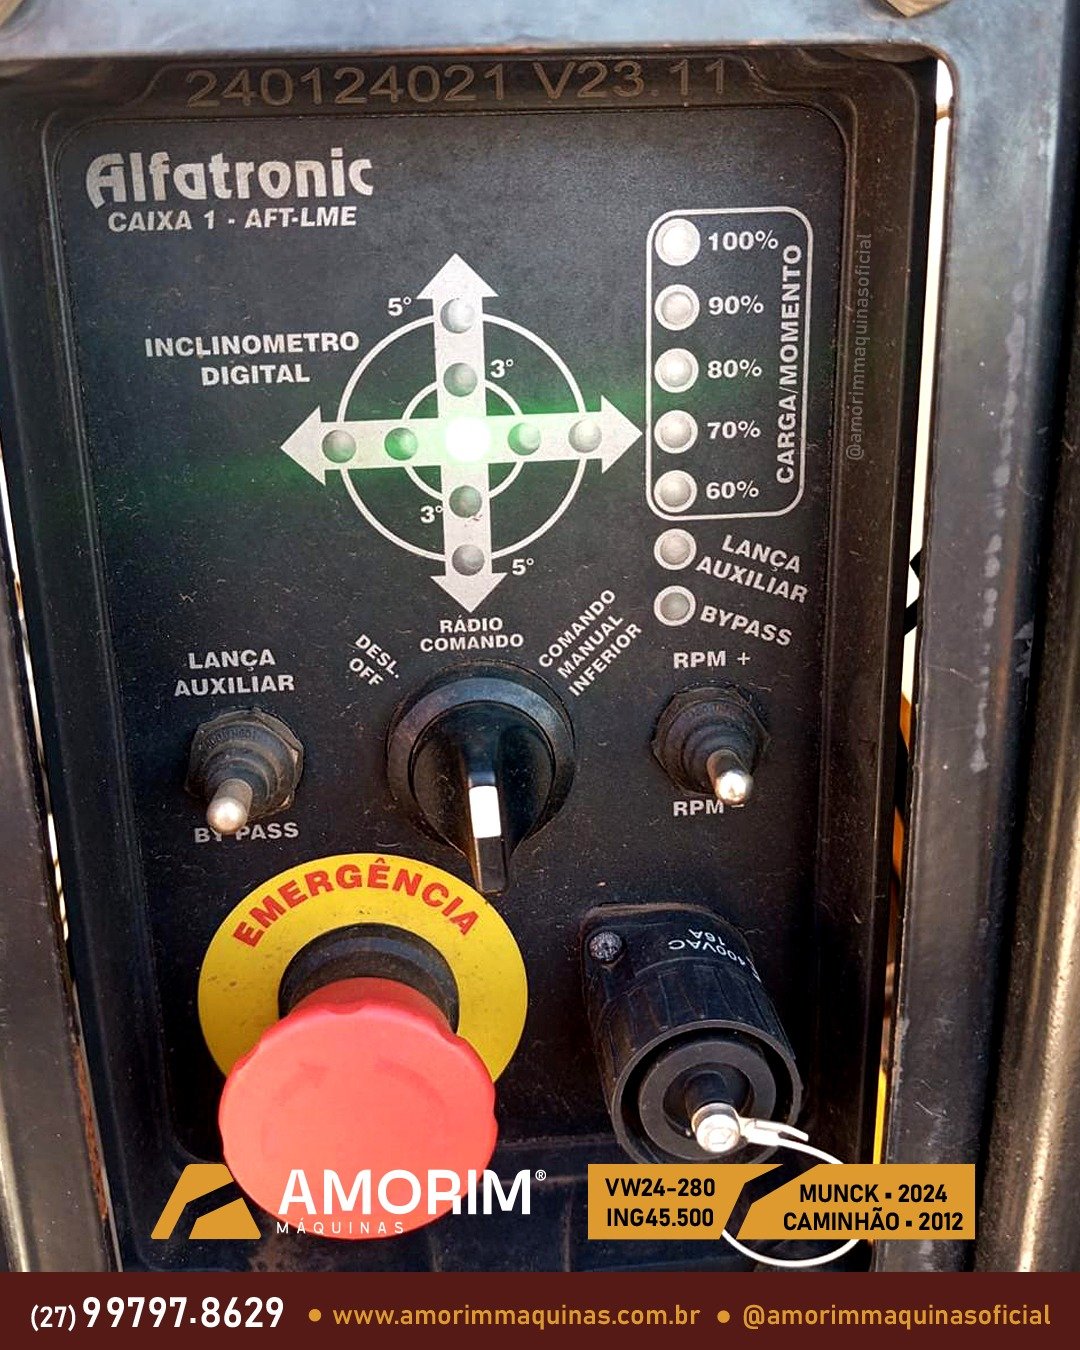 240124021 V23.11
Alfatronic
CAIXA 1 - AFT-LME
100%
90%
80%
70%
60%
CARGA/MOMENTO
@amorimmaquinasoficial
5°
3°
INCLINOMETRO
DIGITAL
3°
5°
LANÇA
AUXILIAR
BYPASS
DESL.
OFF
RÁDIO
COMANDO
COMANDO
MANUAL
INFERIOR
LANÇA
AUXILIAR
BY PASS
RPM +
RPM -
EMERGÊNCIA
400VAC
16A
AMORIM®
MÁQUINAS
VW24-280
ING45.500
MUNCK ▪ 2024
CAMINHÃO ▪ 2012
(27) 99797.8629 • www.amorimmaquinas.com.br • @amorimmaquinasoficial